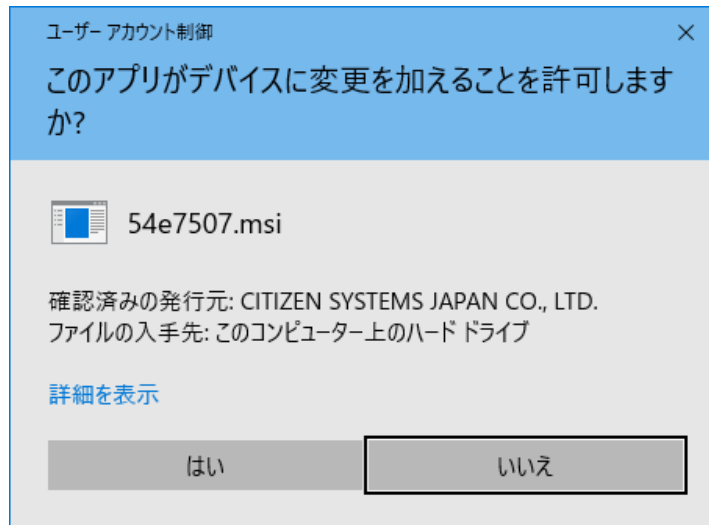 ユーザー アカウント制御
このアプリがデバイスに変更を加えることを許可します
か?
54e7507.msi
確認済みの発行元: CITIZEN SYSTEMS JAPAN CO., LTD.
ファイルの入手先: このコンピューター上のハード ドライブ
詳細を表示
はい
いいえ